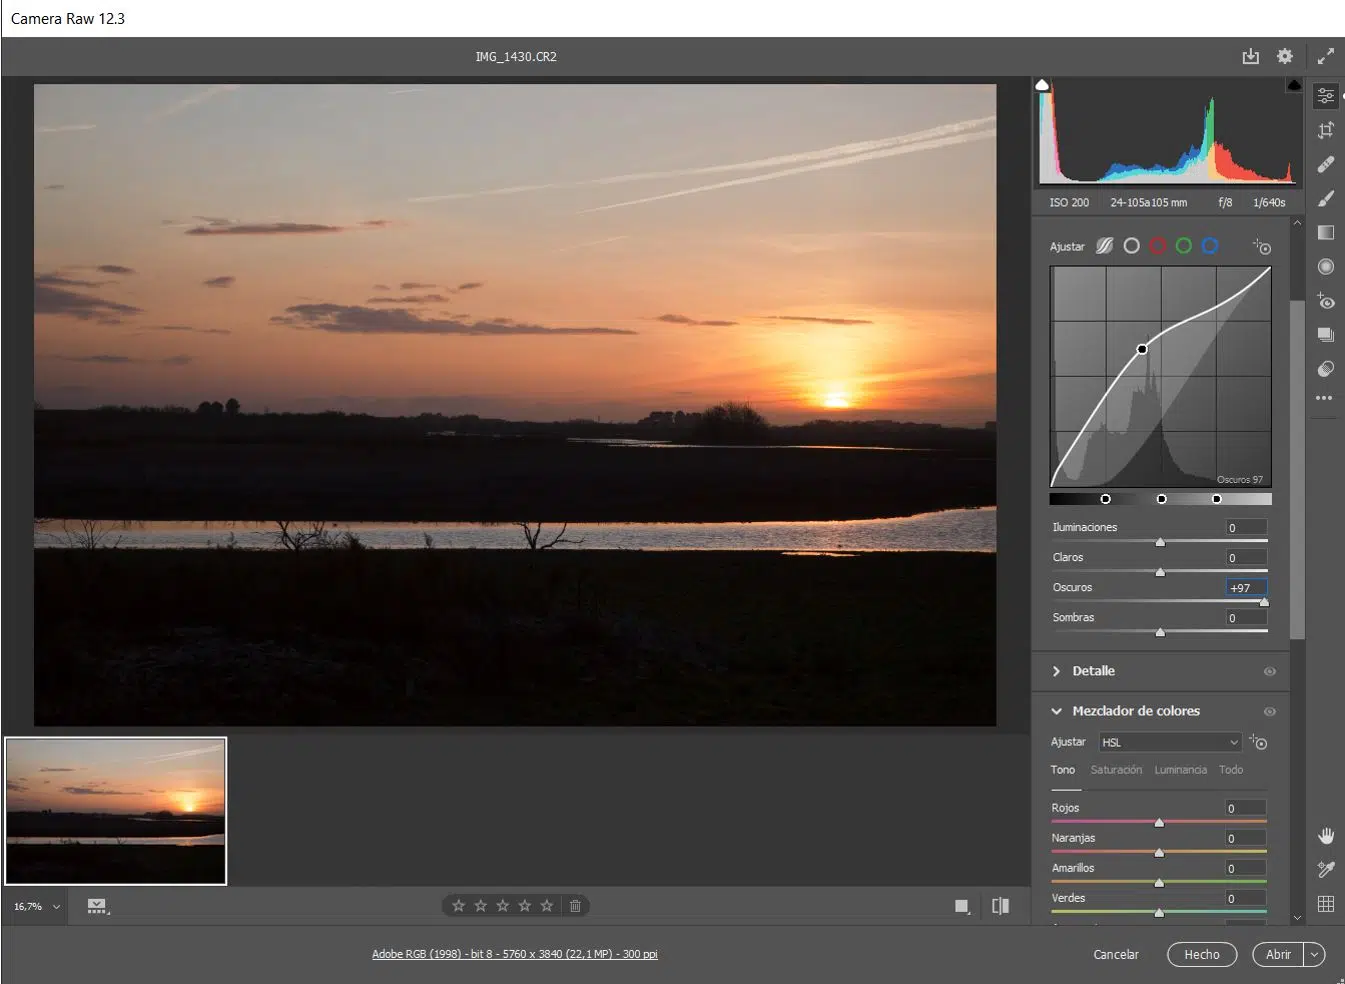 Camera Raw 12.3
IMG_1430.CR2
ISO 200 24-105a105 mm f/8 1/640s
Ajustar
Oscuros 97
Iluminaciones 0
Claros 0
Oscuros +97
Sombras 0
Detalle
Mezclador de colores
Ajustar HSL
Tono Saturación Luminancia Todo
Rojos 0
Naranjas 0
Amarillos 0
Verdes 0
16,7%
Adobe RGB (1998) - bit 8 - 5760 x 3840 (22,1 MP) - 300 ppi
Cancelar Hecho Abrir